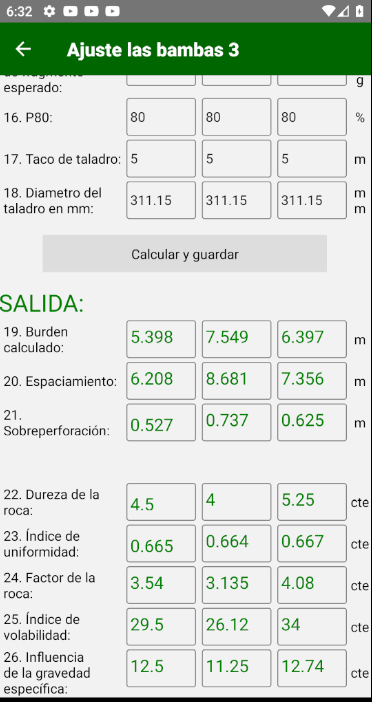 6:32
Ajuste las bambas 3
esperado:
g
16. P80: 80 80 80 %
17. Taco de taladro: 5 5 5 m
18. Diametro del
taladro en mm: 311.15 311.15 311.15 m
m
Calcular y guardar
SALIDA:
19. Burden
calculado: 5.398 7.549 6.397 m
20. Espaciamiento: 6.208 8.681 7.356 m
21.
Sobreperforación: 0.527 0.737 0.625 m
22. Dureza de la
roca: 4.5 4 5.25 cte
23. Índice de
uniformidad: 0.665 0.664 0.667 cte
24. Factor de la
roca: 3.54 3.135 4.08 cte
25. Índice de
volabilidad: 29.5 26.12 34 cte
26. Influencia
de la gravedad
específica: 12.5 11.25 12.74 cte